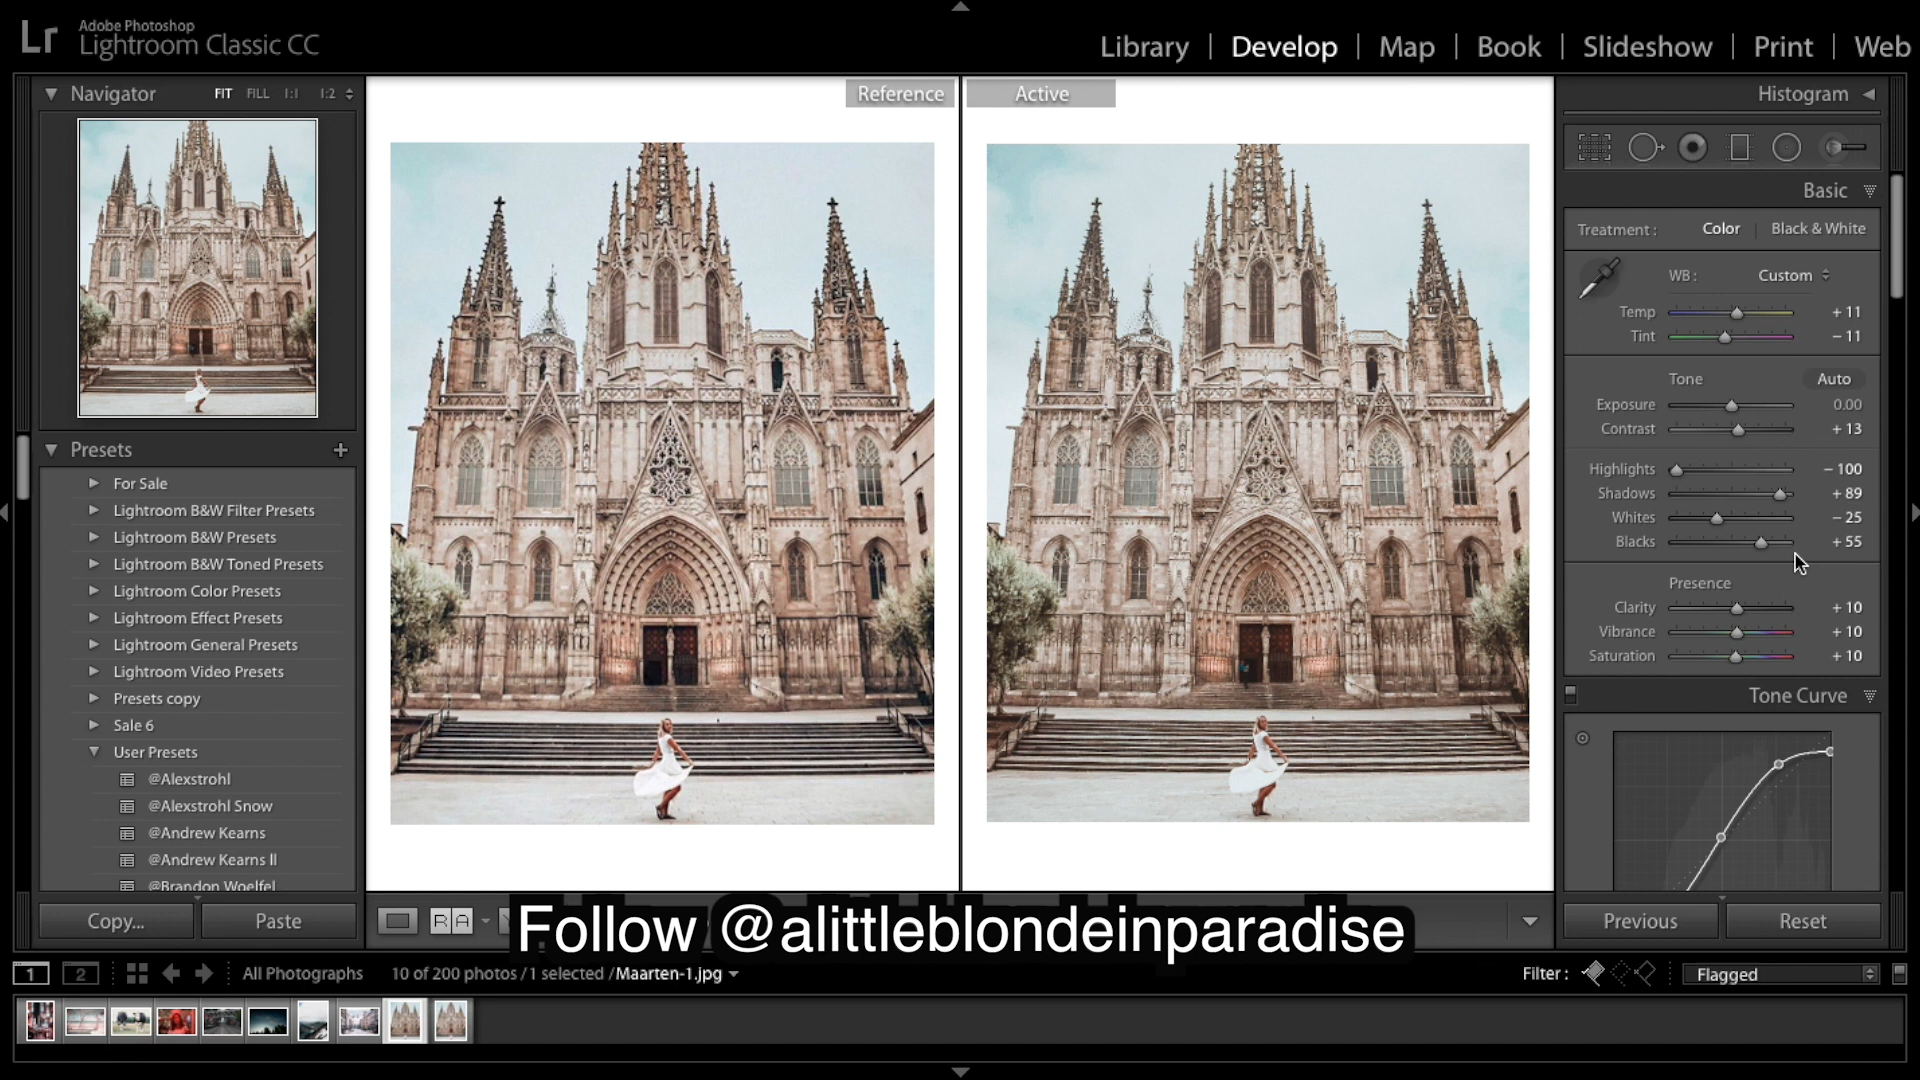 Lr
Adobe Photoshop
Lightroom Classic CC
Library | Develop | Map | Book | Slideshow | Print | Web
Navigator FIT FILL 1:1 1:2
Reference
Active
Histogram
Basic
Treatment : Color Black & White
WB : Custom
Temp + 11
Tint - 11
Tone Auto
Exposure 0.00
Contrast + 13
Highlights - 100
Shadows + 89
Whites - 25
Blacks + 55
Presence
Clarity + 10
Vibrance + 10
Saturation + 10
Tone Curve
Presets +
For Sale
Lightroom B&W Filter Presets
Lightroom B&W Presets
Lightroom B&W Toned Presets
Lightroom Color Presets
Lightroom Effect Presets
Lightroom General Presets
Lightroom Video Presets
Presets copy
Sale 6
User Presets
@Alexstrohl
@Alexstrohl Snow
@Andrew Kearns
@Andrew Kearns II
@Brandon Woelfel
Copy... Paste
R A
Follow @alittleblondeinparadise
Previous Reset
1 2 All Photographs 10 of 200 photos / 1 selected / Maarten-1.jpg
Filter : Flagged